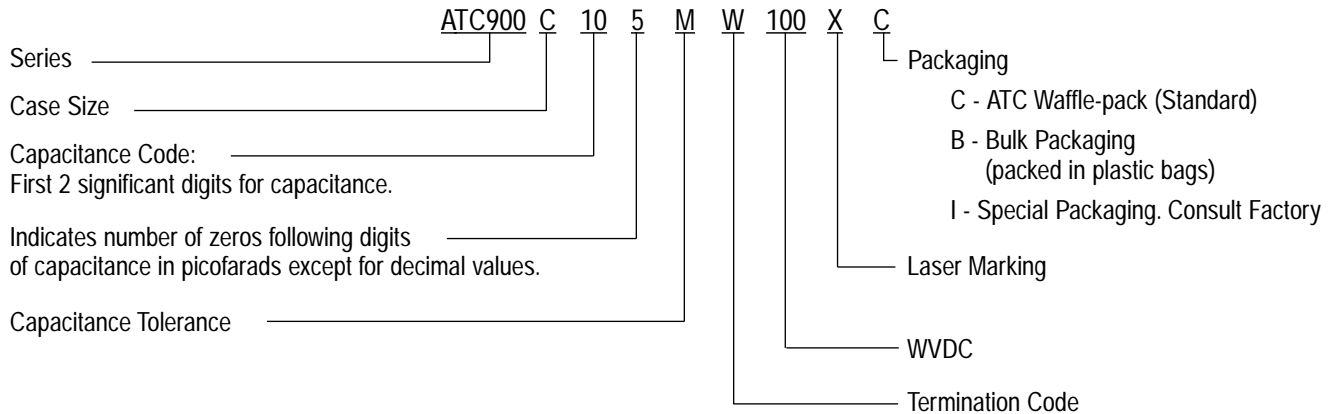 ATC900 C 10 5 M W 100 X C
Series
Case Size
Capacitance Code:
First 2 significant digits for capacitance.
Indicates number of zeros following digits
of capacitance in picofarads except for decimal values.
Capacitance Tolerance
Packaging
C - ATC Waffle-pack (Standard)
B - Bulk Packaging
(packed in plastic bags)
I - Special Packaging. Consult Factory
Laser Marking
WVDC
Termination Code